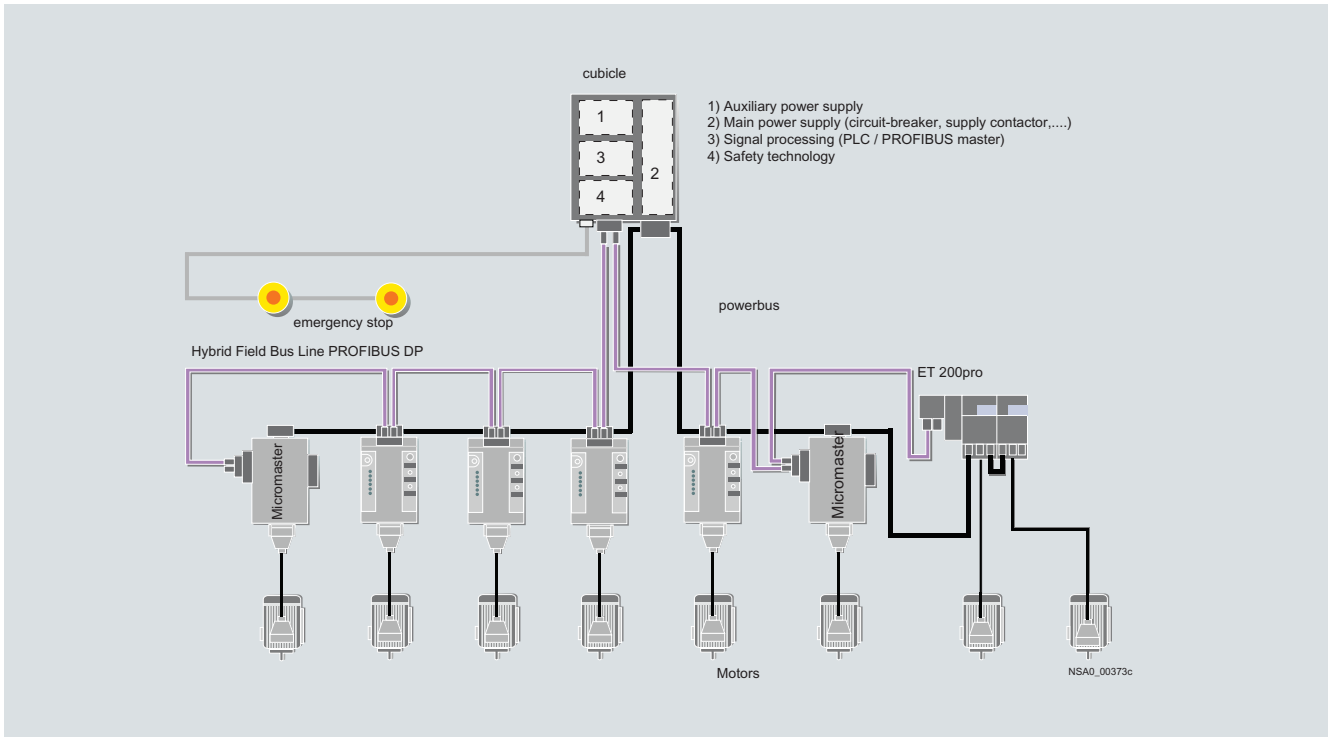 cubicle
1
3
4
2
1) Auxiliary power supply
2) Main power supply (circuit-breaker, supply contactor,....)
3) Signal processing (PLC / PROFIBUS master)
4) Safety technology
emergency stop
powerbus
Hybrid Field Bus Line PROFIBUS DP
ET 200pro
Micromaster
Micromaster
Motors
NSA0_00373c